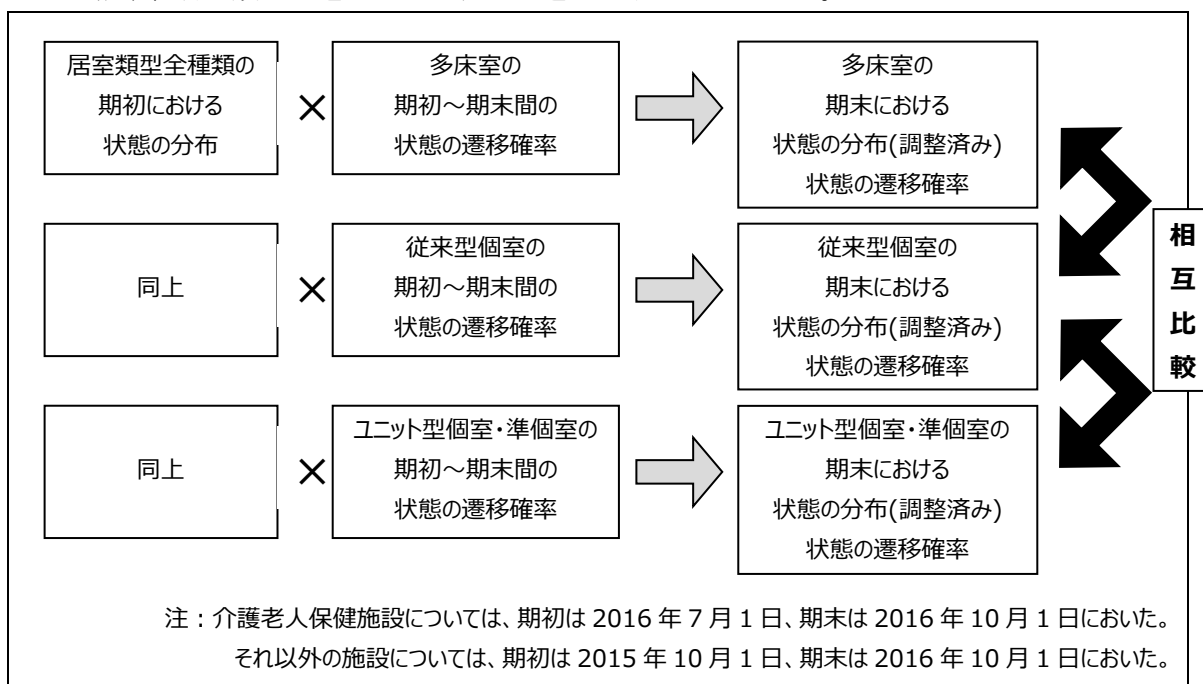 居室類型全種類の
期初における
状態の分布
×
多床室の
期初～期末間の
状態の遷移確率
多床室の
期末における
状態の分布(調整済み)
状態の遷移確率
同上
×
従来型個室の
期初～期末間の
状態の遷移確率
従来型個室の
期末における
状態の分布(調整済み)
状態の遷移確率
同上
×
ユニット型個室・準個室の
期初～期末間の
状態の遷移確率
ユニット型個室・準個室の
期末における
状態の分布(調整済み)
状態の遷移確率
相
互
比
較
注：介護老人保健施設については、期初は 2016 年 7 月 1 日、期末は 2016 年 10 月 1 日においた。
それ以外の施設については、期初は 2015 年 10 月 1 日、期末は 2016 年 10 月 1 日においた。